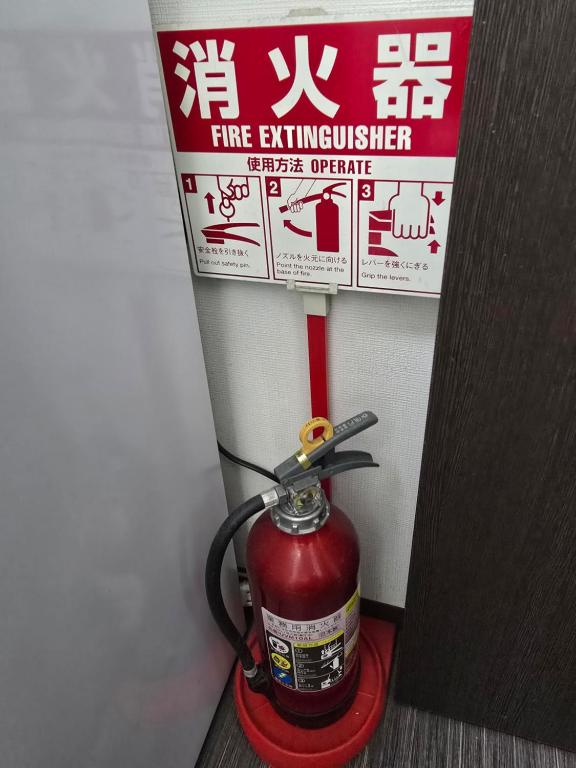 消火器
FIRE EXTINGUISHER
使用方法 OPERATE
1
安全栓を引き抜く
Pull out safety pin.
2
ノズルを火元に向ける
Point the nozzle at the
base of fire.
3
レバーを強くにぎる
Grip the levers.
業務用消火器